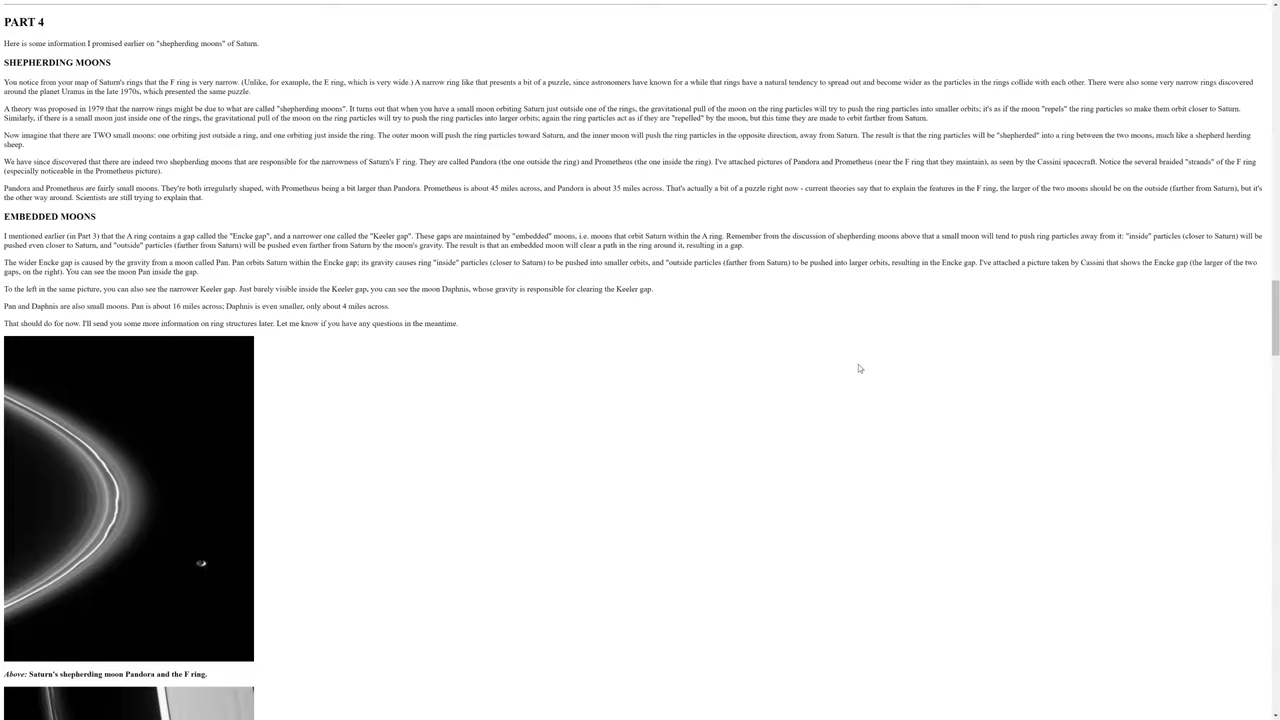 PART 4
Here is some information I promised earlier on "shepherding moons" of Saturn.
SHEPHERDING MOONS
You notice from your map of Saturn's rings that the F ring is very narrow. (Unlike, for example, the E ring, which is very wide.) A narrow ring like that presents a bit of a puzzle, since astronomers have known for a while that rings have a natural tendency to spread out and become wider as the particles in the rings collide with each other. There were also some very narrow rings discovered
around the planet Uranus in the late 1970s, which presented the same puzzle.
A theory was proposed in 1979 that the narrow rings might be due to what are called "shepherding moons". It turns out that when you have a small moon orbiting Saturn just outside one of the rings, the gravitational pull of the moon on the ring particles will try to push the ring particles into smaller orbits; it's as if the moon "repels" the ring particles so make them orbit closer to Saturn.
Similarly, if there is a small moon just inside one of the rings, the gravitational pull of the moon on the ring particles will try to push the ring particles into larger orbits; again the ring particles act as if they are "repelled" by the moon, but this time they are made to orbit farther from Saturn.
Now imagine that there are TWO small moons: one orbiting just outside a ring, and one orbiting just inside the ring. The outer moon will push the ring particles toward Saturn, and the inner moon will push the ring particles in the opposite direction, away from Saturn. The result is that the ring particles will be "shepherded" into a ring between the two moons, much like a shepherd herding
sheep.
We have since discovered that there are indeed two shepherding moons that are responsible for the narrowness of Saturn's F ring. They are called Pandora (the one outside the ring) and Prometheus (the one inside the ring). I've attached pictures of Pandora and Prometheus (near the F ring that they maintain), as seen by the Cassini spacecraft. Notice the several braided "strands" of the F ring
(especially noticeable in the Prometheus picture).
Pandora and Prometheus are fairly small moons. They're both irregularly shaped, with Prometheus being a bit larger than Pandora. Prometheus is about 45 miles across, and Pandora is about 35 miles across. That's actually a bit of a puzzle right now - current theories say that to explain the features in the F ring, the larger of the two moons should be on the outside (farther from Saturn), but it's
the other way around. Scientists are still trying to explain that.
EMBEDDED MOONS
I mentioned earlier (in Part 3) that the A ring contains a gap called the "Encke gap", and a narrower one called the "Keeler gap". These gaps are maintained by "embedded" moons, i.e. moons that orbit Saturn within the A ring. Remember from the discussion of shepherding moons above that a small moon will tend to push ring particles away from it: "inside" particles (closer to Saturn) will be
pushed even closer to Saturn, and "outside" particles (farther from Saturn) will be pushed even farther from Saturn by the moon's gravity. The result is that an embedded moon will clear a path in the ring around it, resulting in a gap.
The wider Encke gap is caused by the gravity from a moon called Pan. Pan orbits Saturn within the Encke gap; its gravity causes ring "inside" particles (closer to Saturn) to be pushed into smaller orbits, and "outside particles (farther from Saturn) to be pushed into larger orbits, resulting in the Encke gap. I've attached a picture taken by Cassini that shows the Encke gap (the larger of the two
gaps, on the right). You can see the moon Pan inside the gap.
To the left in the same picture, you can also see the narrower Keeler gap. Just barely visible inside the Keeler gap, you can see the moon Daphnis, whose gravity is responsible for clearing the Keeler gap.
Pan and Daphnis are also small moons. Pan is about 16 miles across; Daphnis is even smaller, only about 4 miles across.
That should do for now. I'll send you some more information on ring structures later. Let me know if you have any questions in the meantime.
Above: Saturn's shepherding moon Pandora and the F ring.